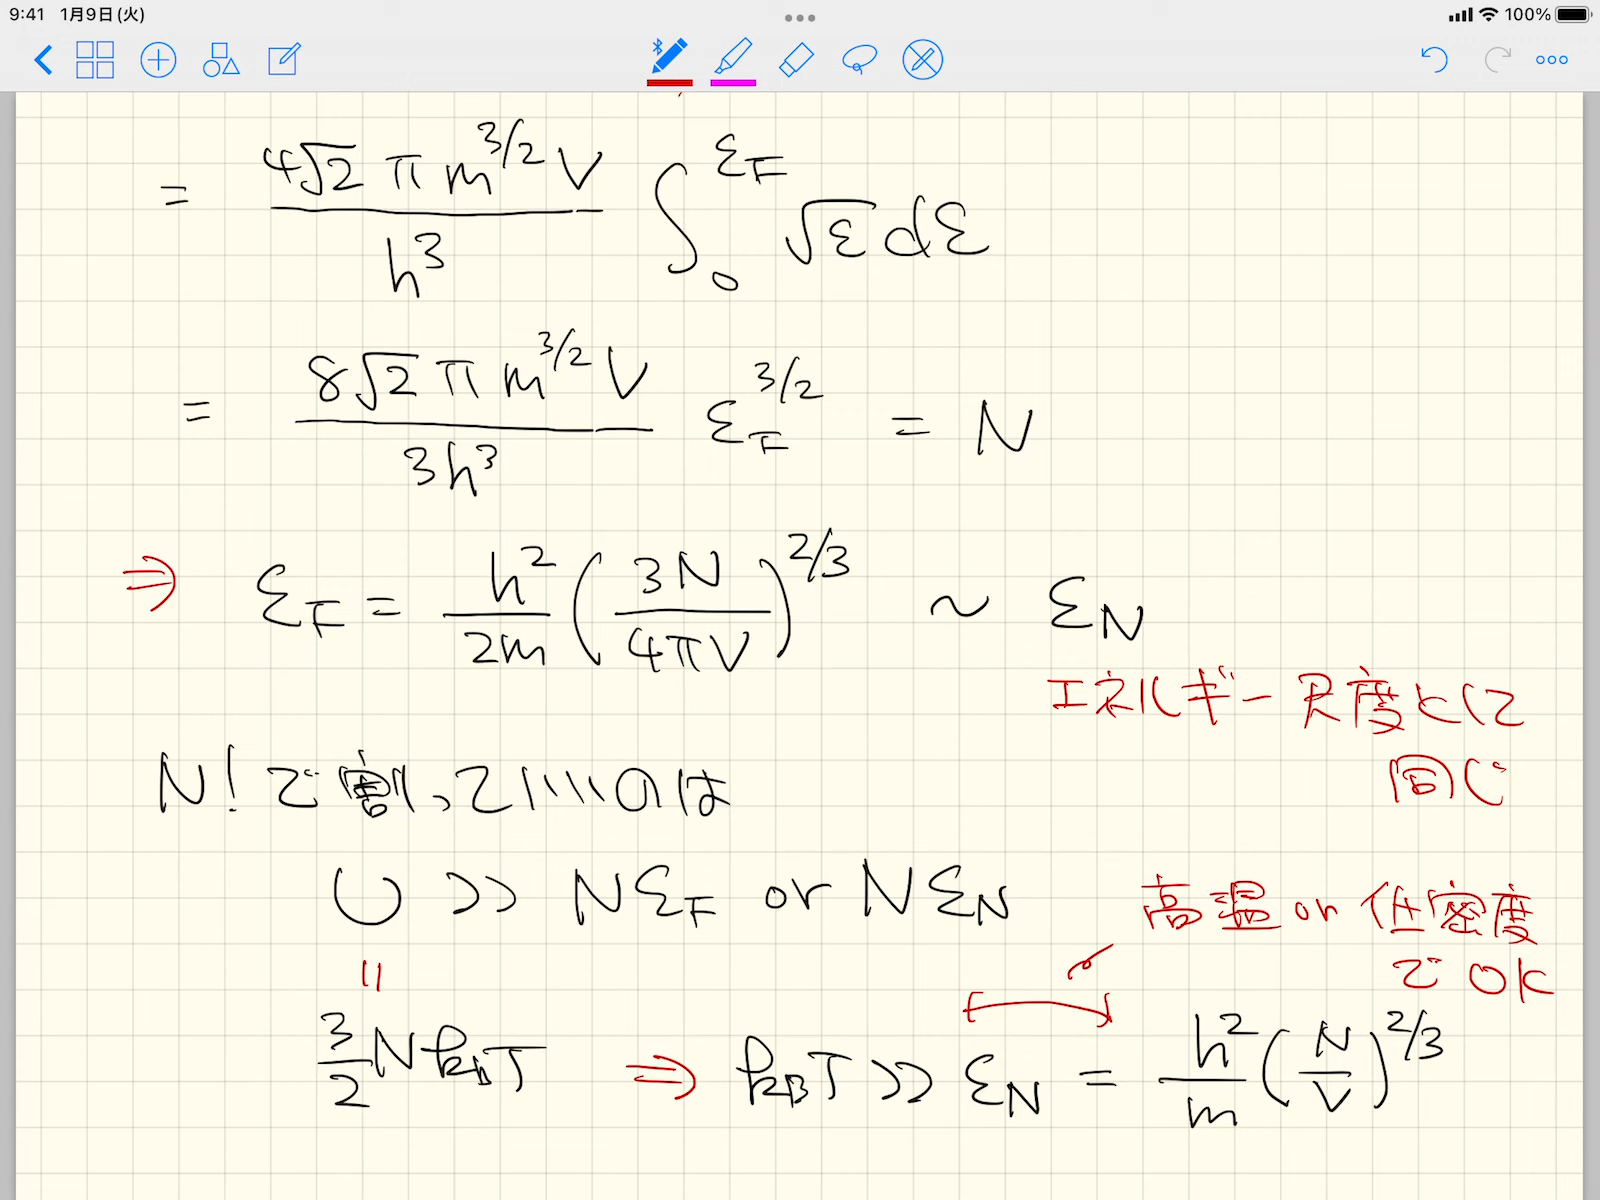 9:41 1月9日(火) 100%
= 4√2 π m^3/2 V / h^3 ∫_0^εF √ε dε
= 8√2 π m^3/2 V / 3h^3 ε_F^3/2 = N
⇒ ε_F = h^2/2m (3N/4πV)^2/3 ~ ε_N
エネルギー尺度として
同じ
N! で割っていいのは
U >> Nε_F or Nε_N
高温 or 低密度
で OK
||
3/2 N k_B T ⇒ k_B T >> ε_N = h^2/m (N/V)^2/3